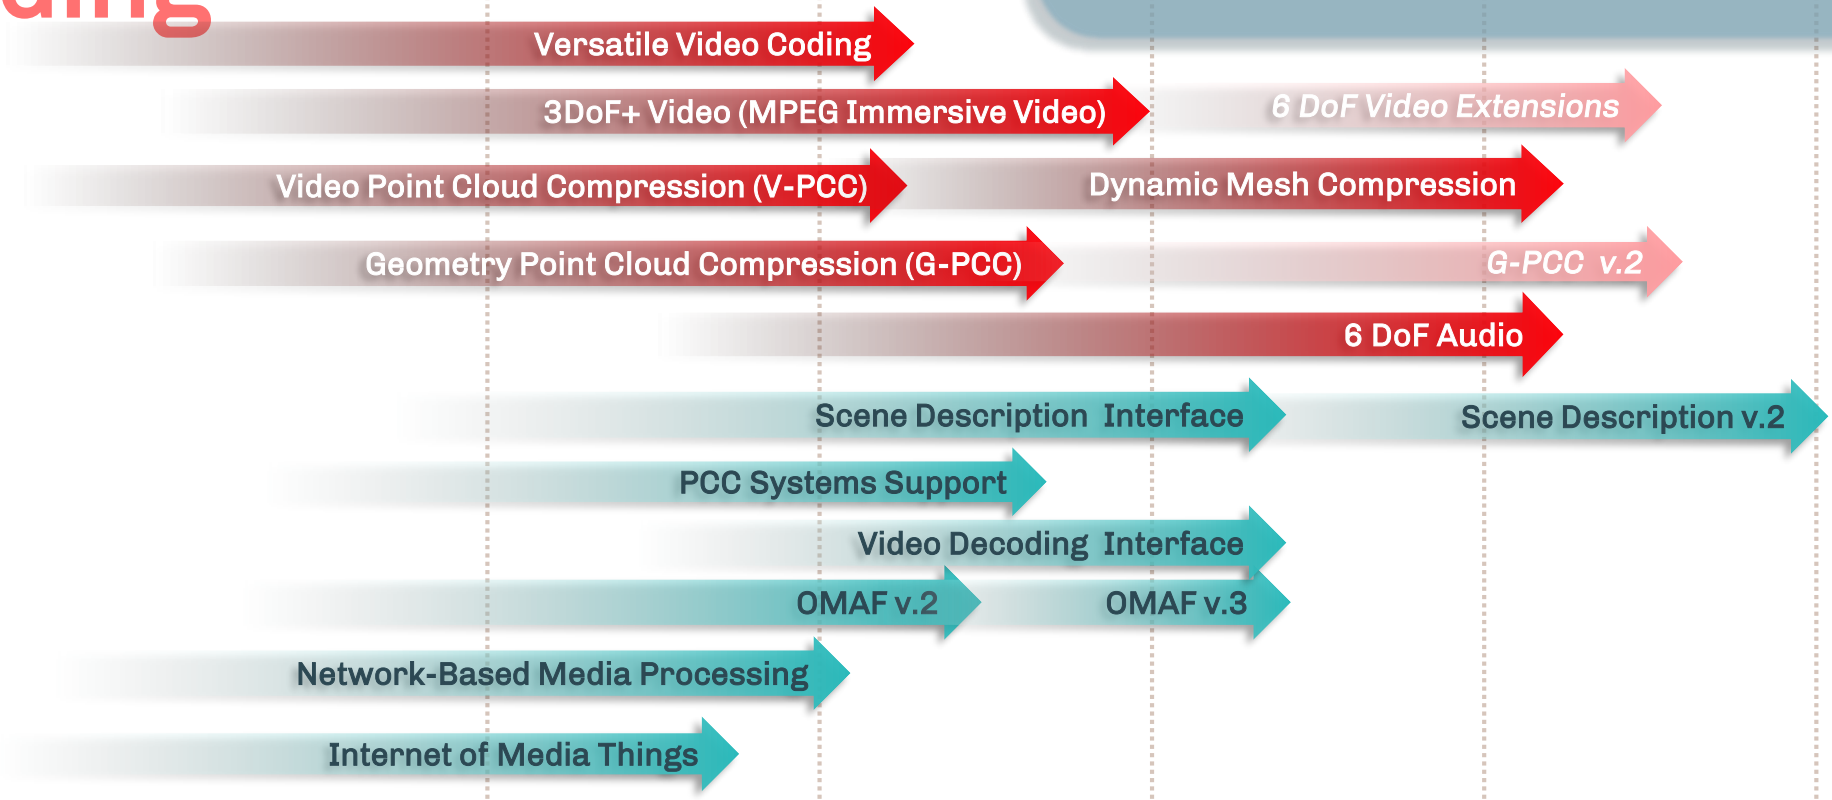 Versatile Video Coding
3DoF+ Video (MPEG Immersive Video)
6 DoF Video Extensions
Video Point Cloud Compression (V-PCC)
Dynamic Mesh Compression
Geometry Point Cloud Compression (G-PCC)
G-PCC v.2
6 DoF Audio
Scene Description Interface
Scene Description v.2
PCC Systems Support
Video Decoding Interface
OMAF v.2
OMAF v.3
Network-Based Media Processing
Internet of Media Things